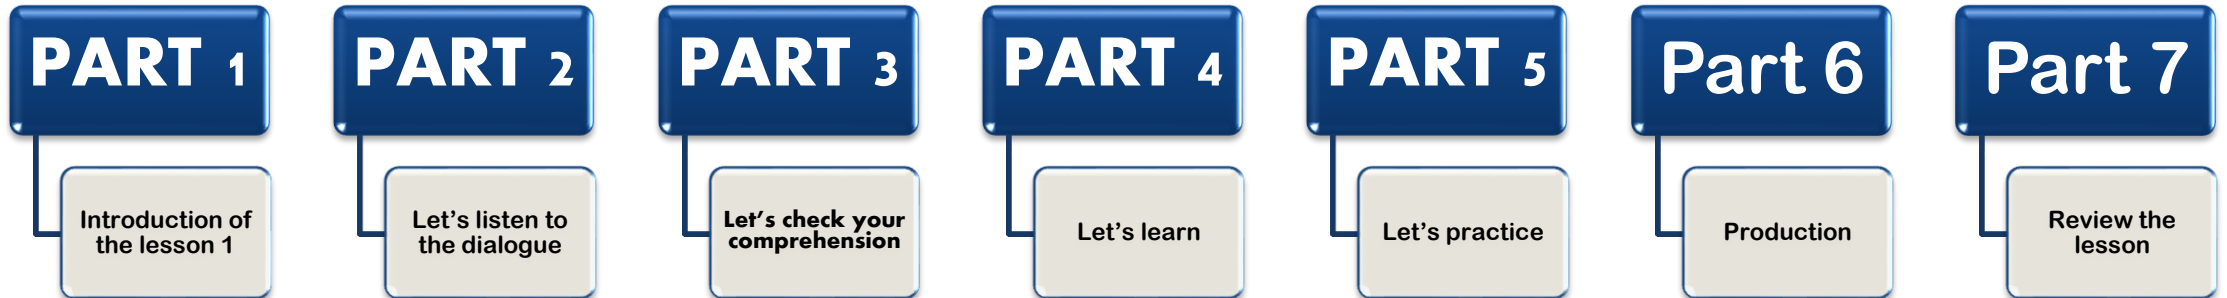 PART 1
Introduction of
the lesson 1
PART 2
Let's listen to
the dialogue
PART 3
Let's check your
comprehension
PART 4
Let's learn
PART 5
Let's practice
Part 6
Production
Part 7
Review the
lesson